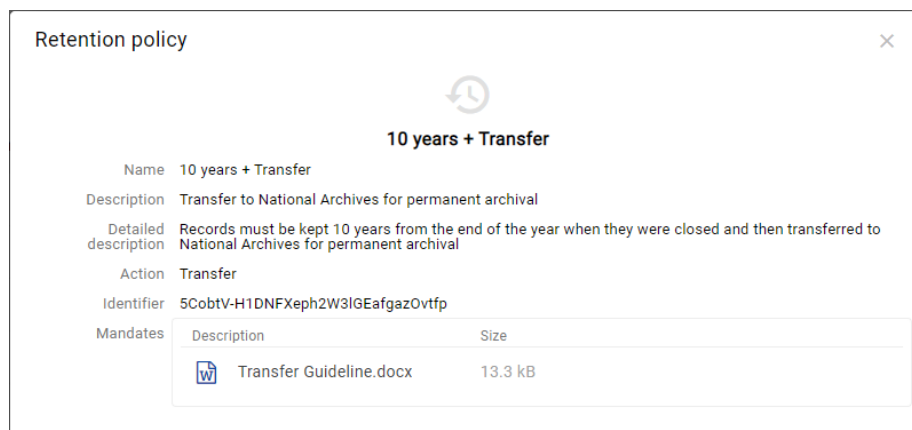 Retention policy
10 years + Transfer
Name 10 years + Transfer
Description Transfer to National Archives for permanent archival
Detailed description Records must be kept 10 years from the end of the year when they were closed and then transferred to
National Archives for permanent archival
Action Transfer
Identifier 5CobtV-H1DNFXeph2W3lGEafgazOvtfp
Mandates
Description Size
Transfer Guideline.docx 13.3 kB